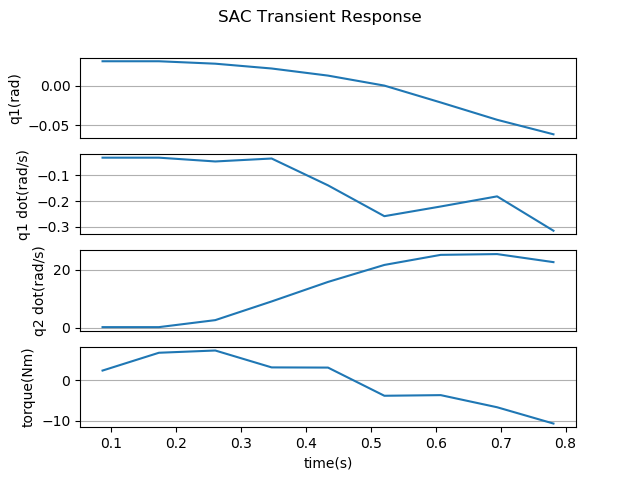 SAC Transient Response
q1(rad)
0.00
−0.05
q1 dot(rad/s)
−0.1
−0.2
−0.3
q2 dot(rad/s)
20
0
torque(Nm)
0
−10
0.1 0.2 0.3 0.4 0.5 0.6 0.7 0.8
time(s)